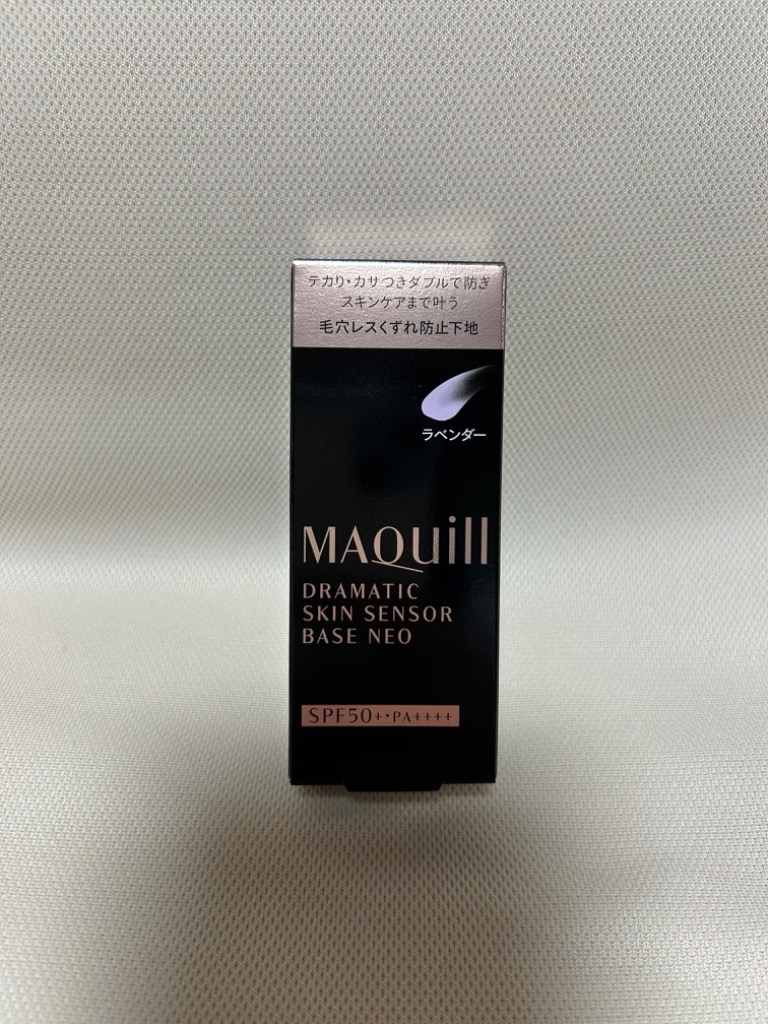 テカリ・カサつきダブルで防ぎ
スキンケアまで叶う
毛穴レスくずれ防止下地
ラベンダー
MAQuill
DRAMATIC
SKIN SENSOR
BASE NEO
SPF50+・PA++++